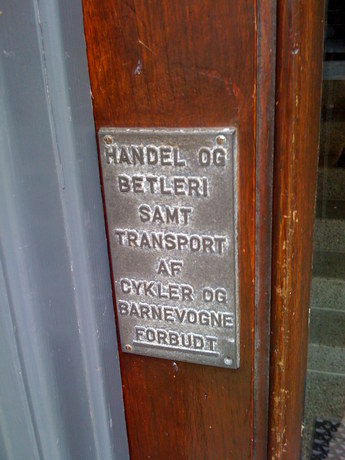 HANDEL OG
BETLERI
SAMT
TRANSPORT
AF
CYKLER OG
BARNEVOGNE
FORBUDT